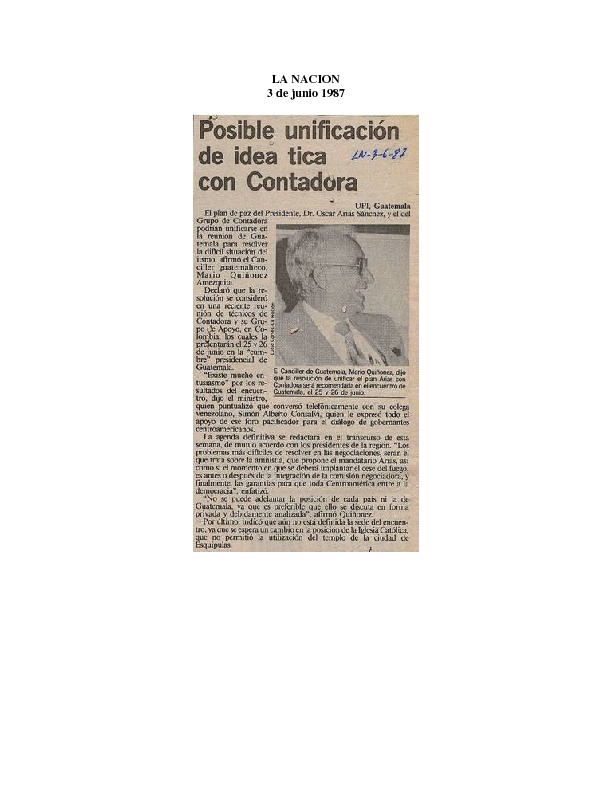 LA NACION
3 de junio 1987
Posible unificación
de idea tica
con Contadora
LN-3-6-87
UPI, Guatemala
El plan de paz del Presidente, Dr. Oscar Arias Sánchez, y el del
Grupo de Contadora
podrían unificarse en
la reunión de Gua-
temala para resolver
la difícil situación del
istmo, afirmó el Can-
ciller guatemalteco,
Mario Quiñónez
Amézquita.
Declaró que la re-
solución se consideró
en una reciente reu-
nión de técnicos de
Contadora y su Gru-
po de Apoyo, en Co-
lombia, los cuales la
presentarán el 25 y 26
de junio en la "cum-
bre" presidencial de
Guatemala.
"Existe mucho en-
tusiasmo" por los re-
sultados del encuen-
tro, dijo el ministro,
El Canciller de Guatemala, Mario Quiñónez, dijo
que la resolución de unificar el plan Arias con
Contadora será recomendada en el encuentro de
Guatemala, el 25 y 26 de junio.
quien puntualizó que conversó telefónicamente con su colega
venezolano, Simón Alberto Consalvi, quien le expresó todo el
apoyo de ese foro pacificador para el diálogo de gobernantes
centroamericanos.
La agenda definitiva se redactará en el transcurso de esta
semana, de mutuo acuerdo con los presidentes de la región. "Los
problemas más difíciles de resolver en las negociaciones, serán el
que trata sobre la amnistía, que propone el mandatario Arias, así
como si el momento en que se deberá implantar el cese del fuego,
es antes o después de la integración de la comisión negociadora, y
finalmente las garantías para que toda Centroamérica entre a la
democracia", enfatizó.
"No se puede adelantar la posición de cada país ni la de
Guatemala, ya que es preferible que ello se discuta en forma
privada y debidamente analizada", afirmó Quiñónez.
Por último, indicó que aún no está definida la sede del encuen-
tro, ya que se espera un cambio en la posición de la Iglesia Católica,
que no permitió la utilización del templo de la ciudad de
Esquipulas.